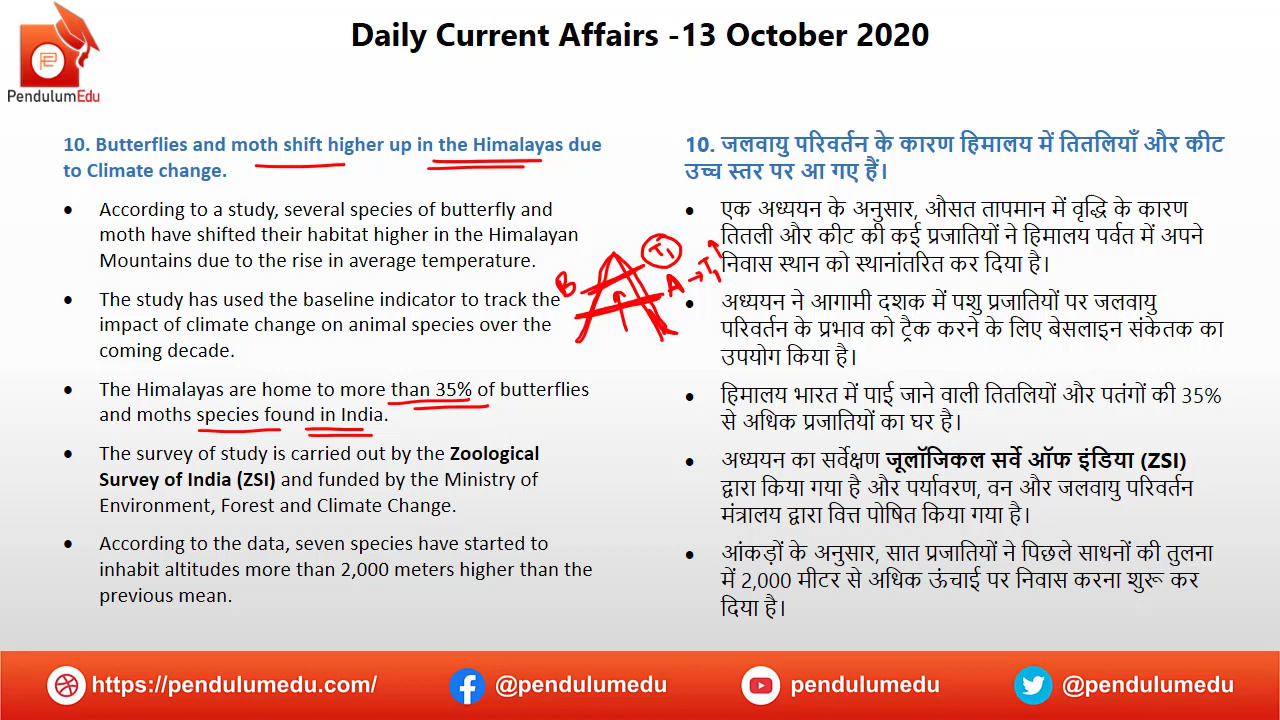 Daily Current Affairs -13 October 2020
PE
PendulumEdu
10. Butterflies and moth shift higher up in the Himalayas due
to Climate change.
• According to a study, several species of butterfly and
moth have shifted their habitat higher in the Himalayan
Mountains due to the rise in average temperature.
• The study has used the baseline indicator to track the
impact of climate change on animal species over the
coming decade.
• The Himalayas are home to more than 35% of butterflies
and moths species found in India.
• The survey of study is carried out by the Zoological
Survey of India (ZSI) and funded by the Ministry of
Environment, Forest and Climate Change.
• According to the data, seven species have started to
inhabit altitudes more than 2,000 meters higher than the
previous mean.
B
T1
A → T1 ↑
10. जलवायु परिवर्तन के कारण हिमालय में तितलियाँ और कीट
उच्च स्तर पर आ गए हैं।
• एक अध्ययन के अनुसार, औसत तापमान में वृद्धि के कारण
तितली और कीट की कई प्रजातियों ने हिमालय पर्वत में अपने
निवास स्थान को स्थानांतरित कर दिया है।
• अध्ययन ने आगामी दशक में पशु प्रजातियों पर जलवायु
परिवर्तन के प्रभाव को ट्रैक करने के लिए बेसलाइन संकेतक का
उपयोग किया है।
• हिमालय भारत में पाई जाने वाली तितलियों और पतंगों की 35%
से अधिक प्रजातियों का घर है।
• अध्ययन का सर्वेक्षण जूलॉजिकल सर्वे ऑफ इंडिया (ZSI)
द्वारा किया गया है और पर्यावरण, वन और जलवायु परिवर्तन
मंत्रालय द्वारा वित्त पोषित किया गया है।
• आंकड़ों के अनुसार, सात प्रजातियों ने पिछले साधनों की तुलना
में 2,000 मीटर से अधिक ऊंचाई पर निवास करना शुरू कर
दिया है।
https://pendulumedu.com/ @pendulumedu pendulumedu @pendulumedu